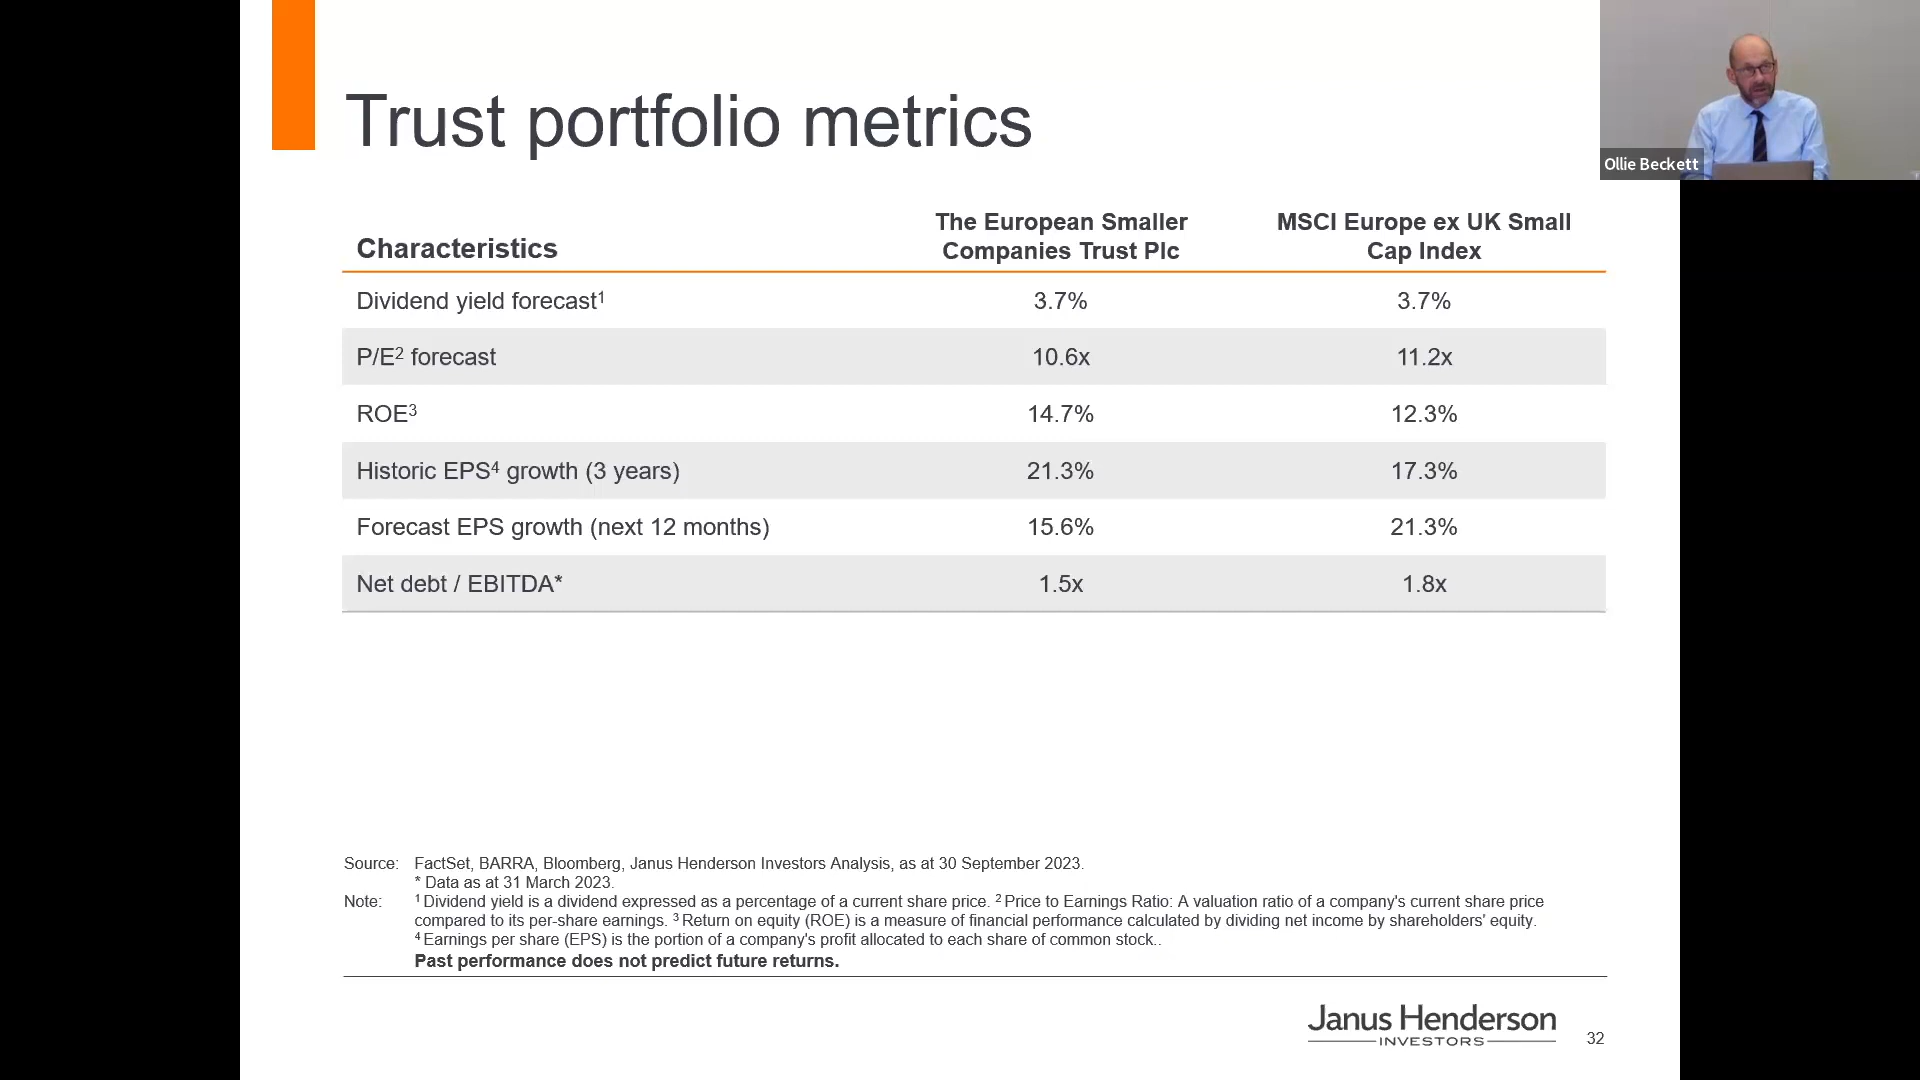 Trust portfolio metrics
Ollie Beckett
Characteristics
The European Smaller
Companies Trust Plc
MSCI Europe ex UK Small
Cap Index
Dividend yield forecast¹ 3.7% 3.7%
P/E² forecast 10.6x 11.2x
ROE³ 14.7% 12.3%
Historic EPS⁴ growth (3 years) 21.3% 17.3%
Forecast EPS growth (next 12 months) 15.6% 21.3%
Net debt / EBITDA* 1.5x 1.8x
Source: FactSet, BARRA, Bloomberg, Janus Henderson Investors Analysis, as at 30 September 2023.
* Data as at 31 March 2023.
Note: ¹ Dividend yield is a dividend expressed as a percentage of a current share price. ² Price to Earnings Ratio: A valuation ratio of a company's current share price
compared to its per-share earnings. ³ Return on equity (ROE) is a measure of financial performance calculated by dividing net income by shareholders' equity.
⁴ Earnings per share (EPS) is the portion of a company's profit allocated to each share of common stock..
Past performance does not predict future returns.
Janus Henderson
INVESTORS
32